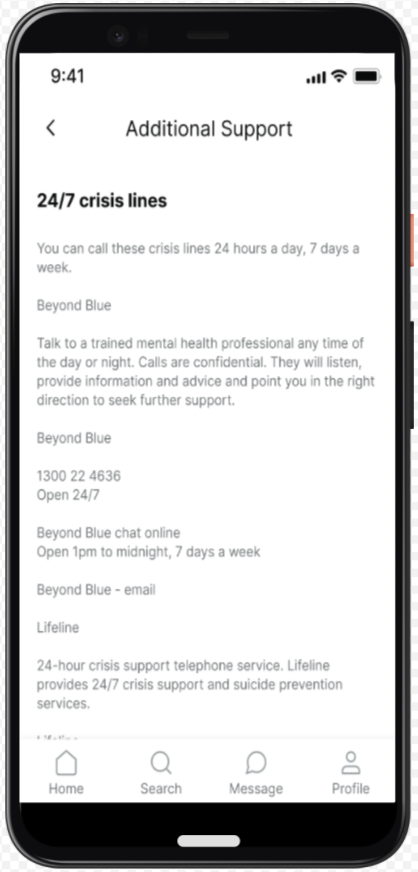 9:41
Additional Support
24/7 crisis lines
You can call these crisis lines 24 hours a day, 7 days a
week.
Beyond Blue
Talk to a trained mental health professional any time of
the day or night. Calls are confidential. They will listen,
provide information and advice and point you in the right
direction to seek further support.
Beyond Blue
1300 22 4636
Open 24/7
Beyond Blue chat online
Open 1pm to midnight, 7 days a week
Beyond Blue - email
Lifeline
24-hour crisis support telephone service. Lifeline
provides 24/7 crisis support and suicide prevention
services.
Home Search Message Profile